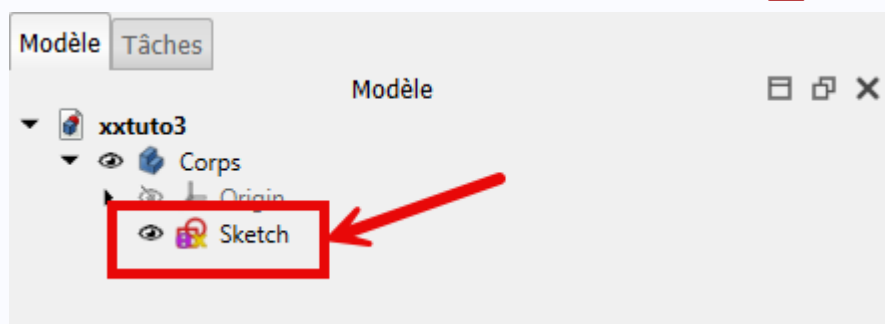 Modèle Tâches
Modèle
xxtuto3
Corps
Origin
Sketch